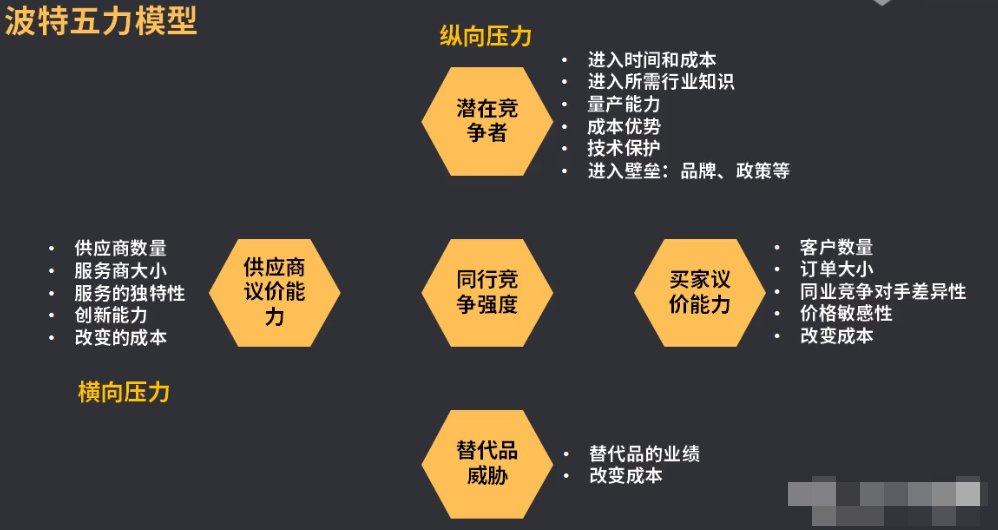 波特五力模型
纵向压力
潜在竞
争者
• 进入时间和成本
• 进入所需行业知识
• 量产能力
• 成本优势
• 技术保护
• 进入壁垒：品牌、政策等
• 供应商数量
• 服务商大小
• 服务的独特性
• 创新能力
• 改变的成本
供应商
议价能
力
同行竞
争强度
买家议
价能力
• 客户数量
• 订单大小
• 同业竞争对手差异性
• 价格敏感性
• 改变成本
横向压力
替代品
威胁
• 替代品的业绩
• 改变成本